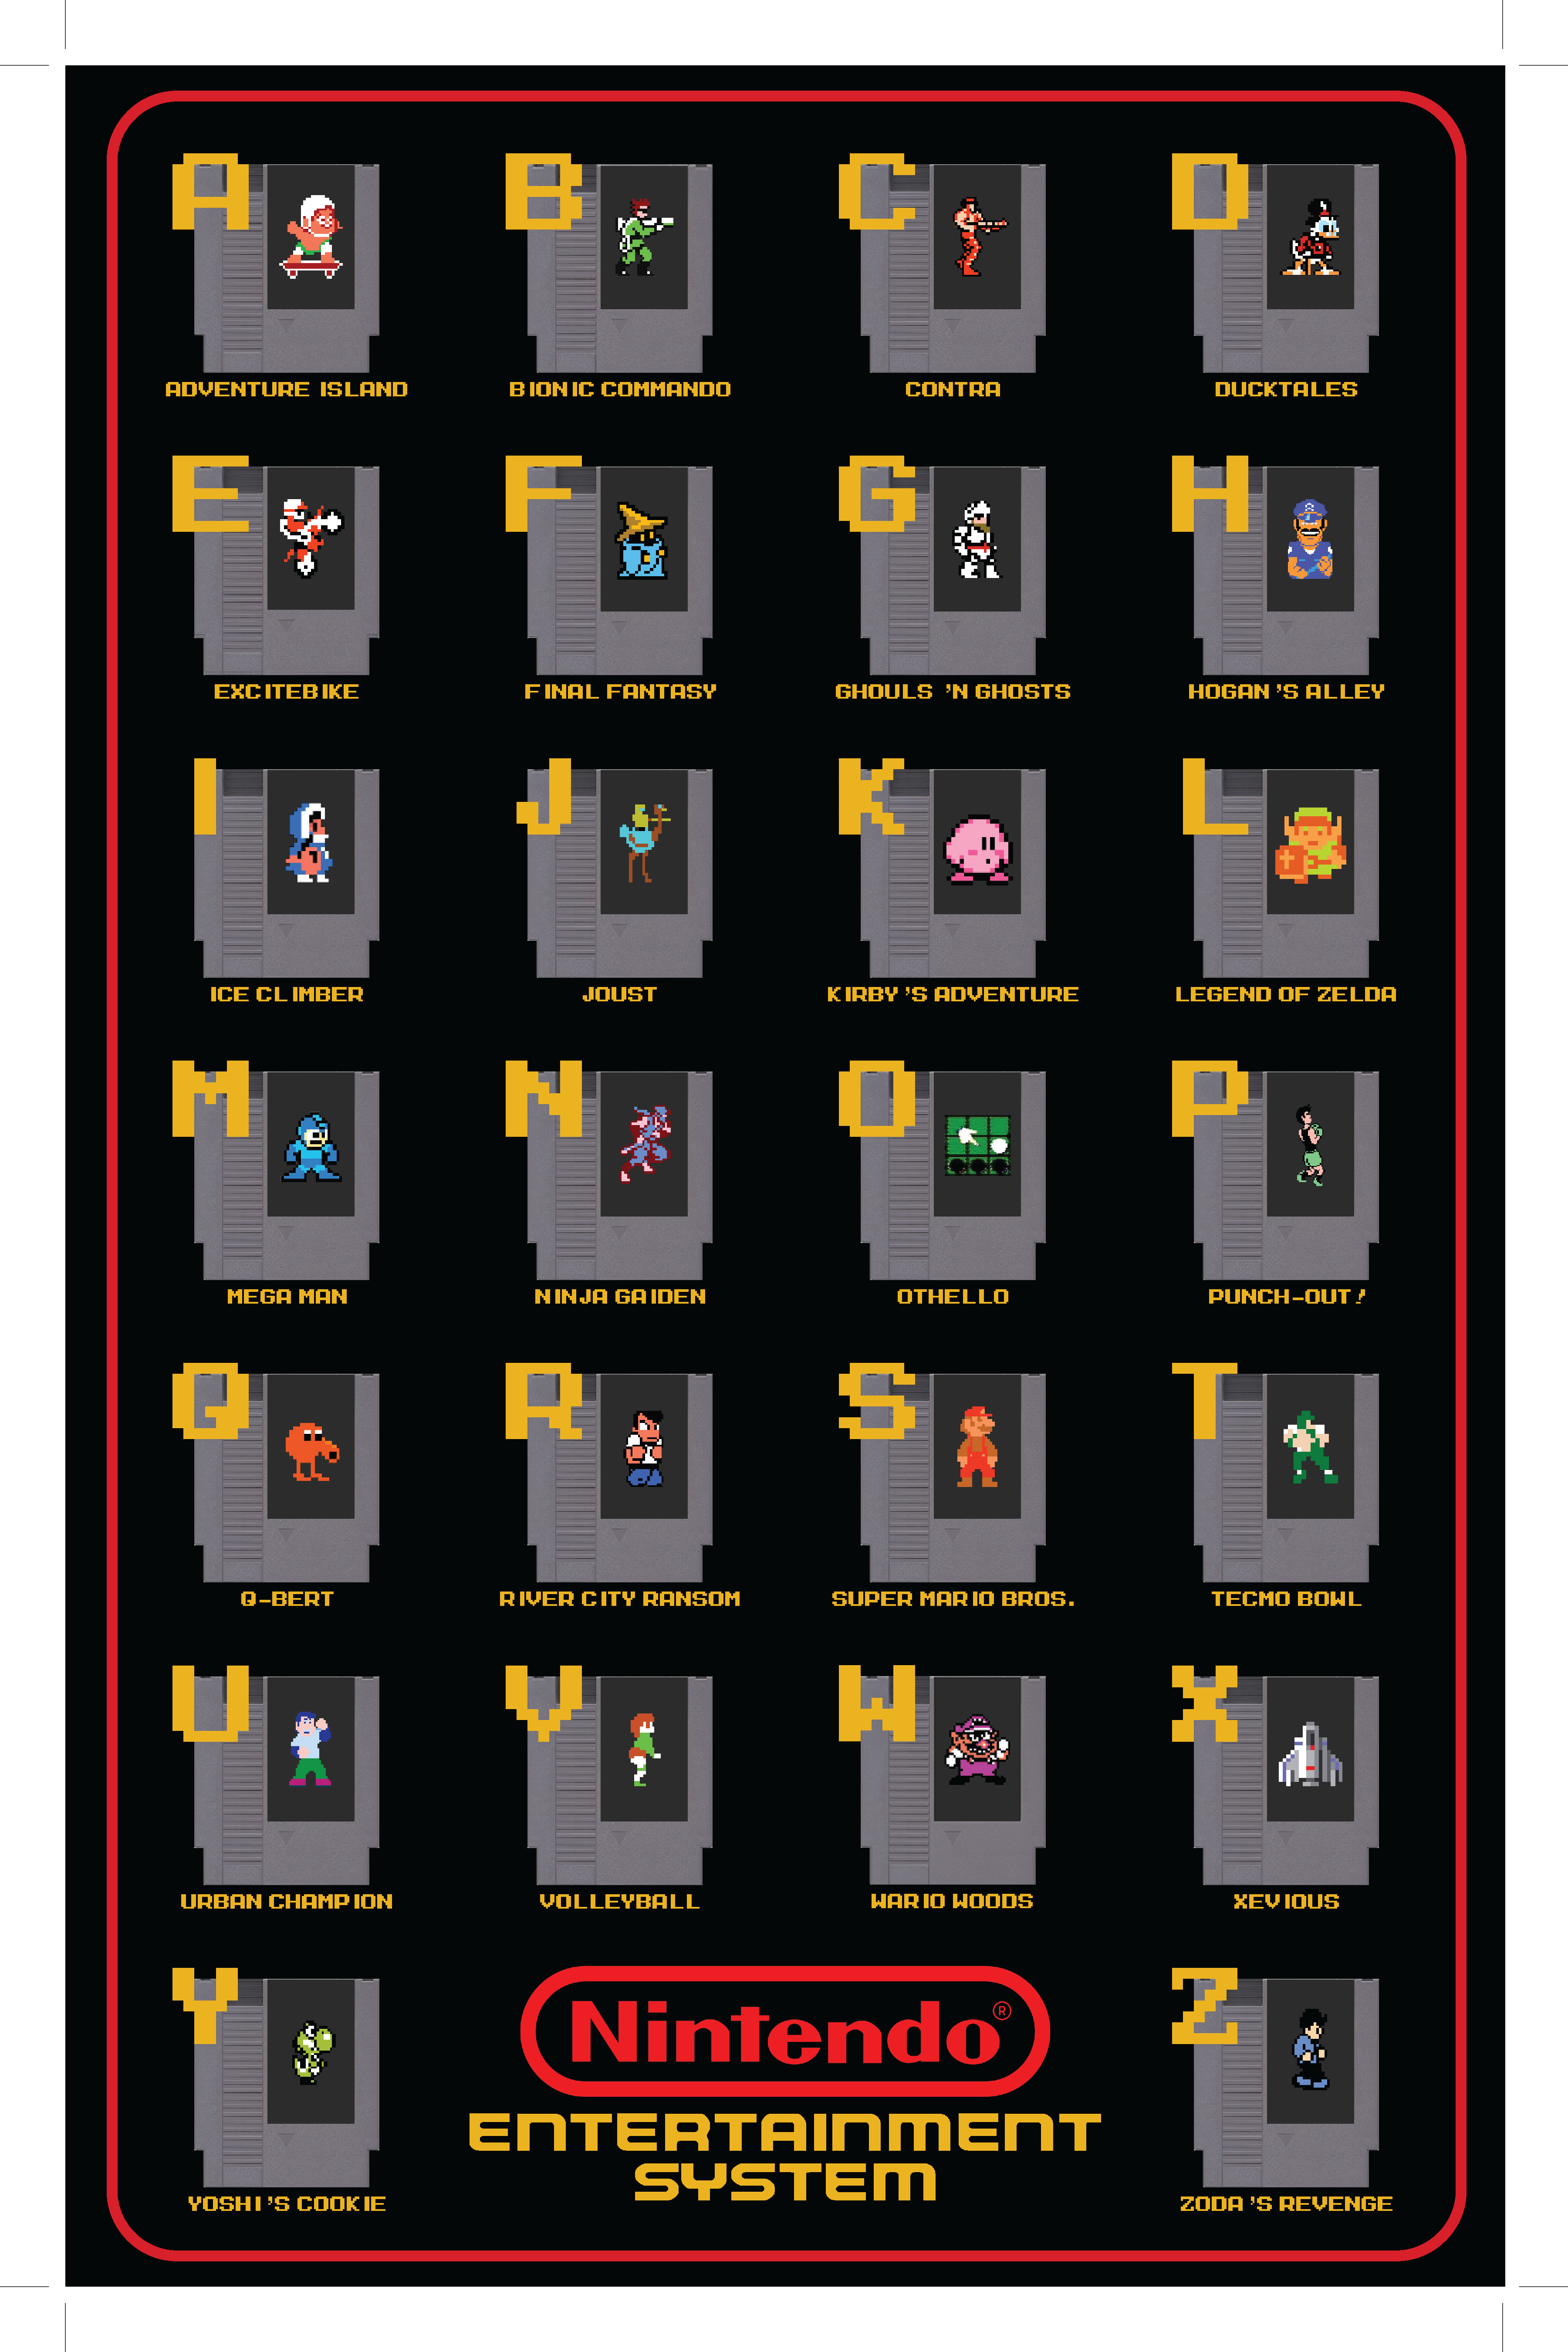 A B C D
ADVENTURE ISLAND BIONIC COMMANDO CONTRA DUCKTALES
E F G H
EXCITEBIKE FINAL FANTASY GHOULS 'N GHOSTS HOGAN'S ALLEY
I J K L
ICE CLIMBER JOUST KIRBY'S ADVENTURE LEGEND OF ZELDA
M N O P
MEGA MAN NINJA GAIDEN OTHELLO PUNCH-OUT!
Q R S T
Q-BERT RIVER CITY RANSOM SUPER MARIO BROS. TECMO BOWL
U V W X
URBAN CHAMPION VOLLEYBALL WARIO WOODS XEVIOUS
Y Z
Nintendo®
ENTERTAINMENT
SYSTEM
YOSHI'S COOKIE ZODA'S REVENGE